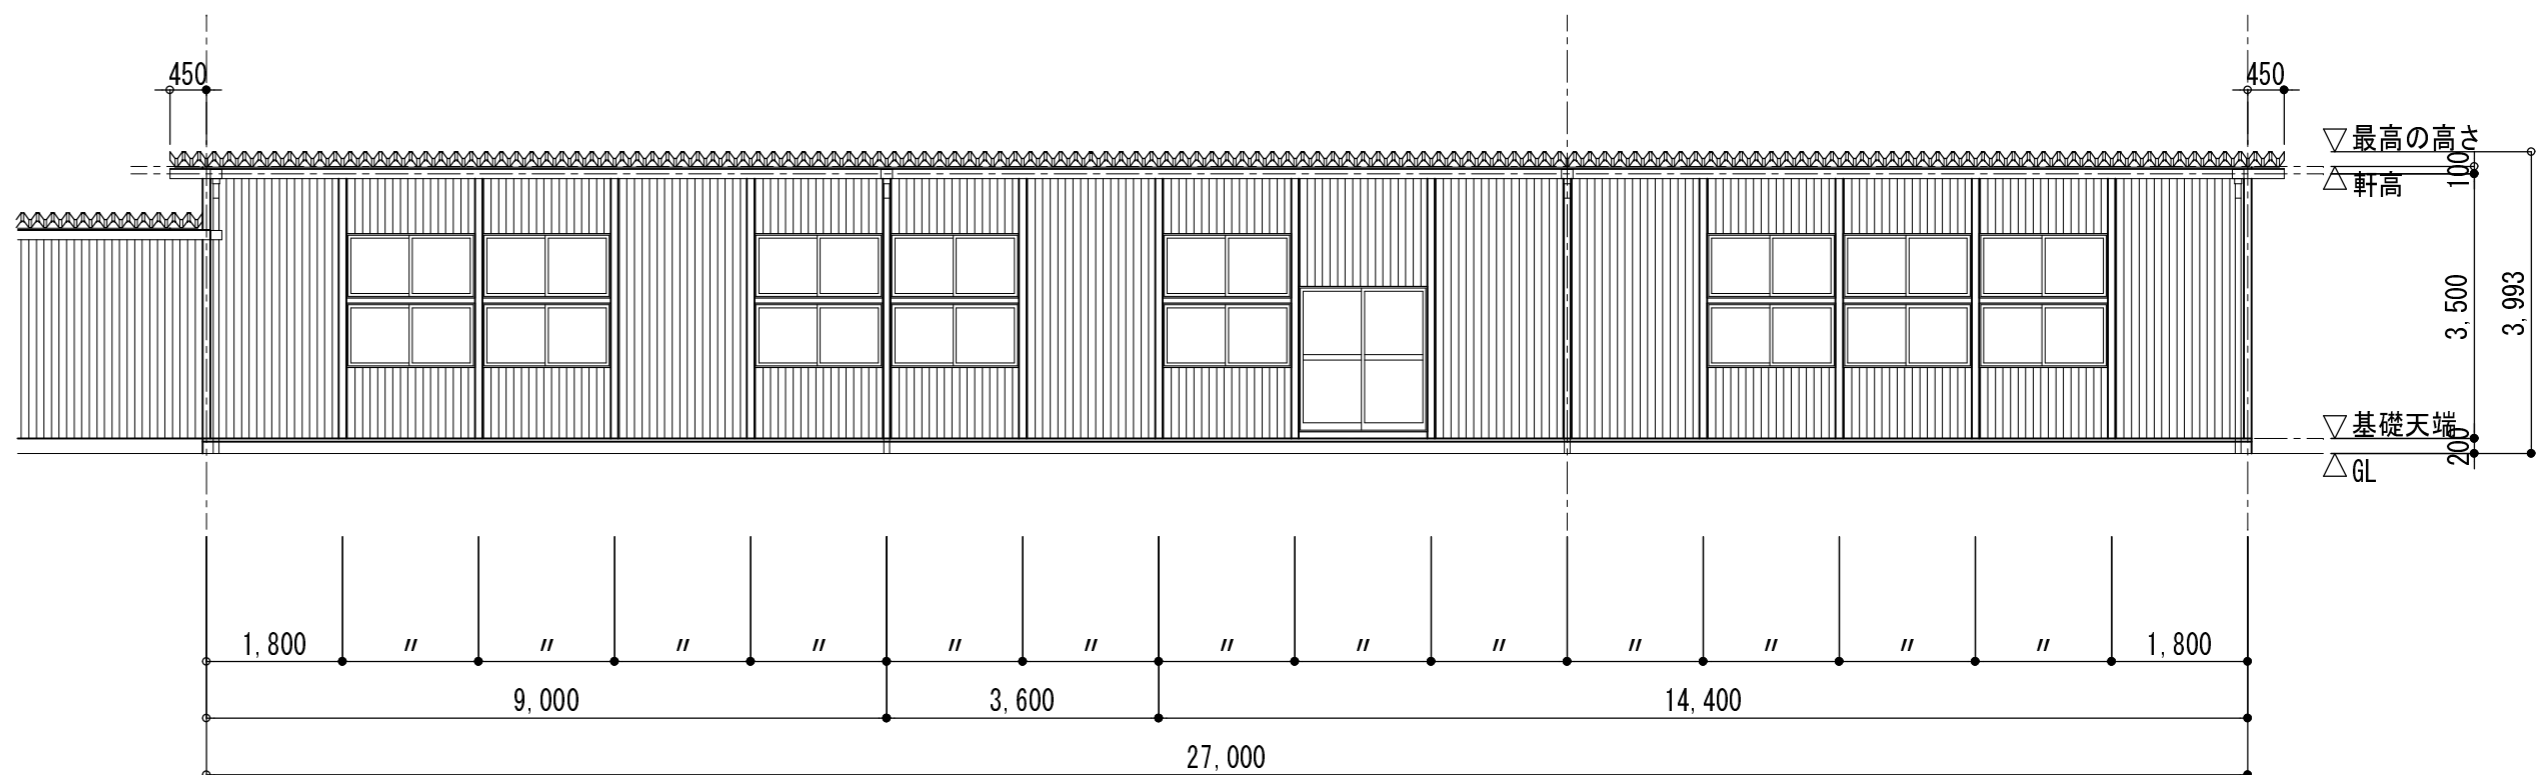 450
450
最高の高さ
100
軒高
3,500
3,993
基礎天端
200
GL
1,800 〃 〃 〃 〃 〃 〃 〃 〃 〃 〃 〃 〃 〃 1,800
9,000 3,600 14,400
27,000